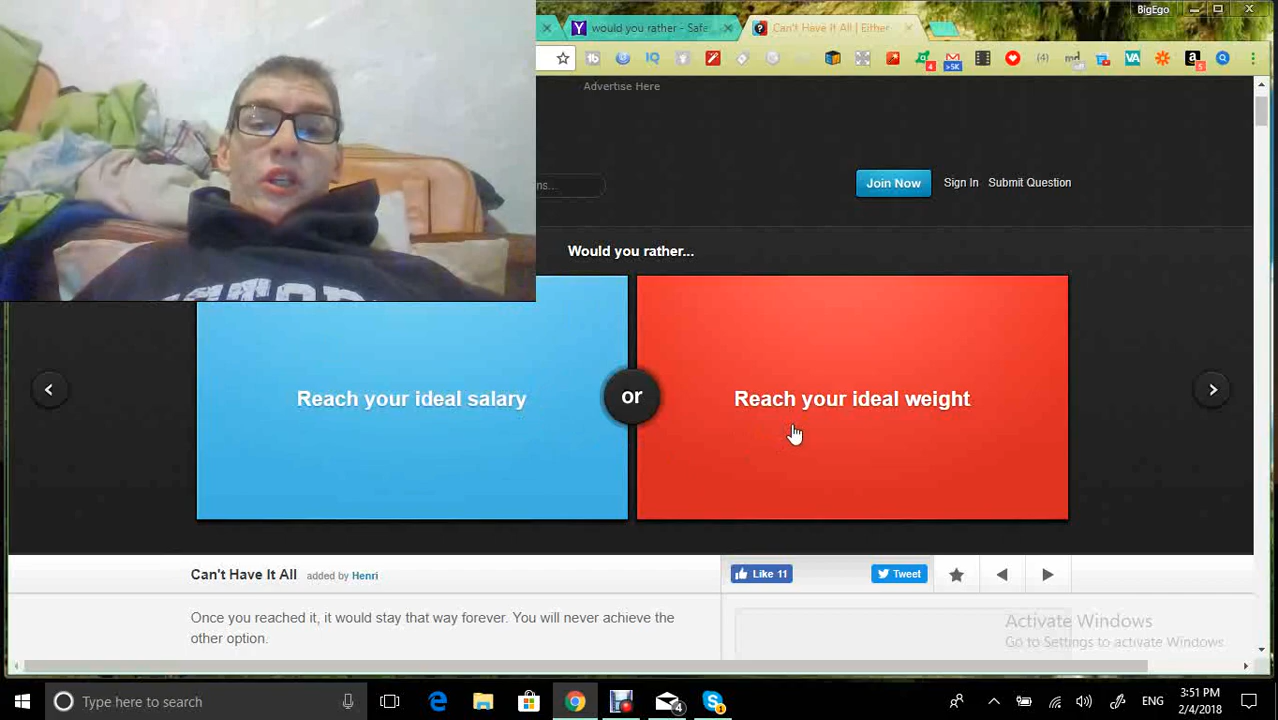 BigEgo
would you rather - Safe
Can't Have It All | Either
Advertise Here
ns...
Join Now
Sign In
Submit Question
Would you rather...
Reach your ideal salary
or
Reach your ideal weight
Can't Have It All added by Henri
Like 11
Tweet
Once you reached it, it would stay that way forever. You will never achieve the
other option.
Activate Windows
Go to Settings to activate Windows.
Type here to search
ENG
3:51 PM
2/4/2018